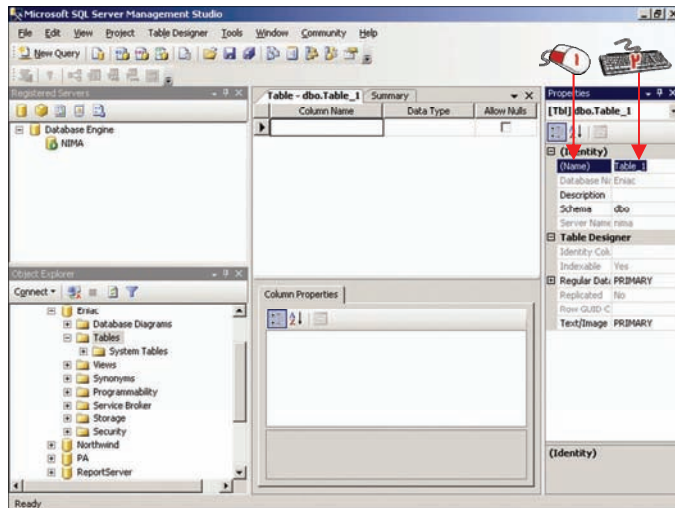 Microsoft SQL Server Management Studio
File Edit View Project Table Designer Tools Window Community Help
New Query
۱
۲
Registered Servers
Database Engine
NIMA
Table - dbo.Table_1 Summary
Column Name Data Type Allow Nulls
Properties
[Tbl] dbo.Table_1
(Identity)
(Name) Table_1
Database Na Eniac
Description
Schema dbo
Server Name nima
Table Designer
Identity Colu
Indexable Yes
Regular Data PRIMARY
Replicated No
Row GUID C
Text/Image PRIMARY
(Identity)
Object Explorer
Connect
Eniac
Database Diagrams
Tables
System Tables
Views
Synonyms
Programmability
Service Broker
Storage
Security
Northwind
PA
ReportServer
Column Properties
Ready